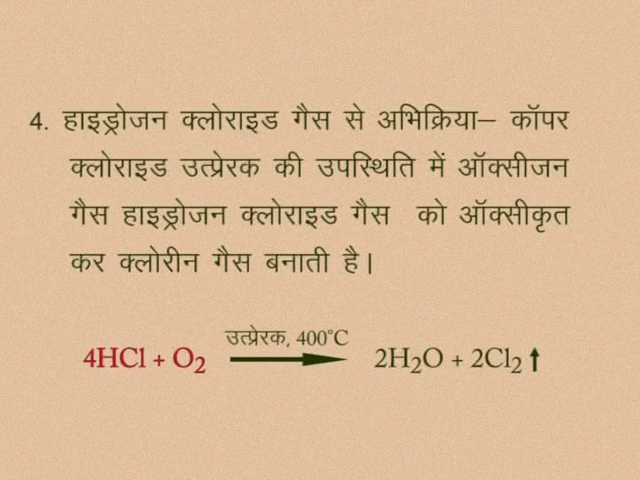 4. हाइड्रोजन क्लोराइड गैस से अभिक्रिया– कॉपर
क्लोराइड उत्प्रेरक की उपस्थिति में ऑक्सीजन
गैस हाइड्रोजन क्लोराइड गैस को ऑक्सीकृत
कर क्लोरीन गैस बनाती है।
उत्प्रेरक, 400°C
4HCl + O₂ → 2H₂O + 2Cl₂ ↑